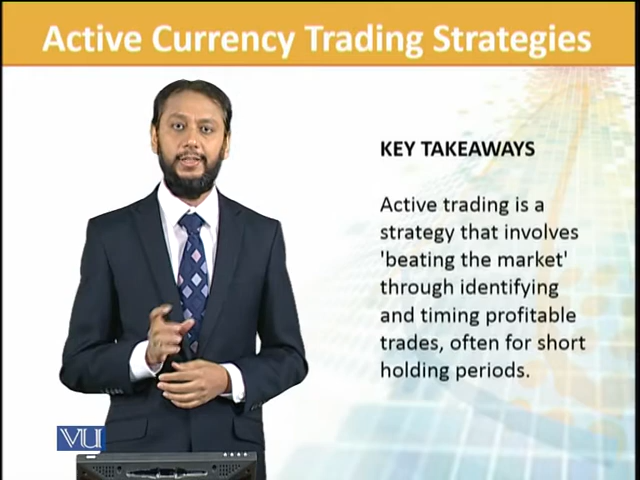 Active Currency Trading Strategies
KEY TAKEAWAYS
Active trading is a
strategy that involves
'beating the market'
through identifying
and timing profitable
trades, often for short
holding periods.
VU